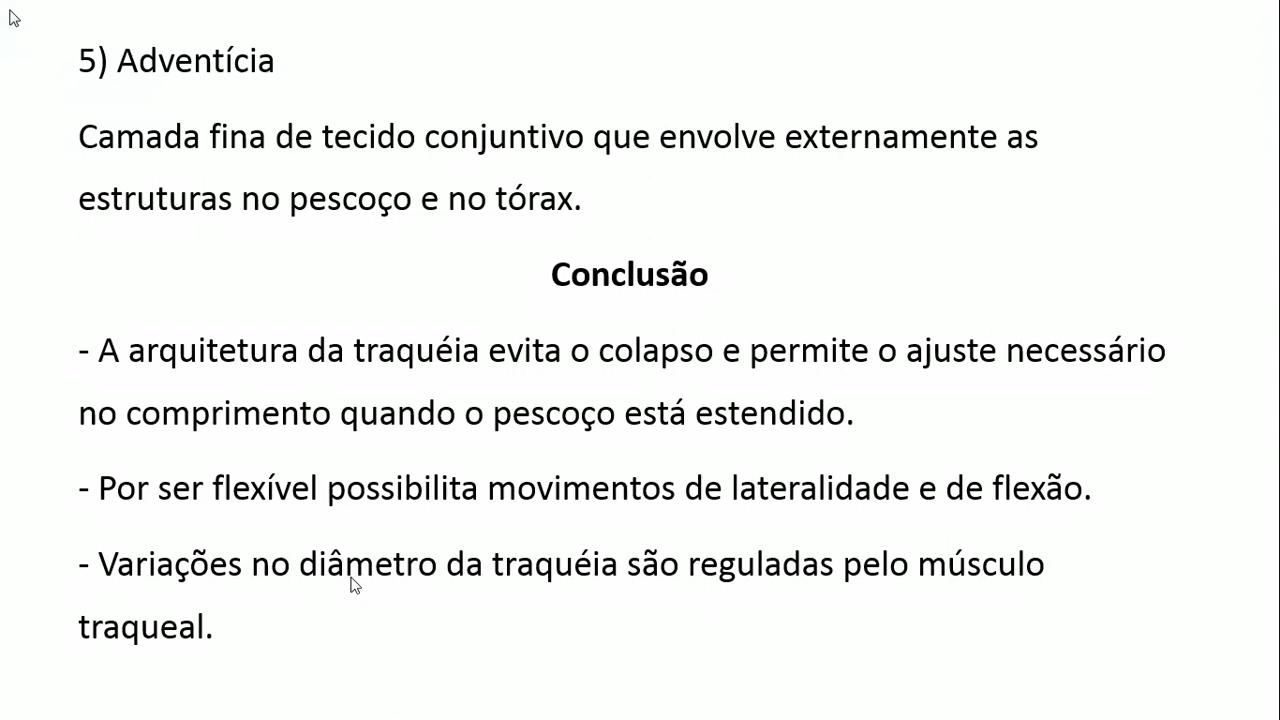 5) Adventícia
Camada fina de tecido conjuntivo que envolve externamente as
estruturas no pescoço e no tórax.
Conclusão
- A arquitetura da traquéia evita o colapso e permite o ajuste necessário
no comprimento quando o pescoço está estendido.
- Por ser flexível possibilita movimentos de lateralidade e de flexão.
- Variações no diâmetro da traquéia são reguladas pelo músculo
traqueal.